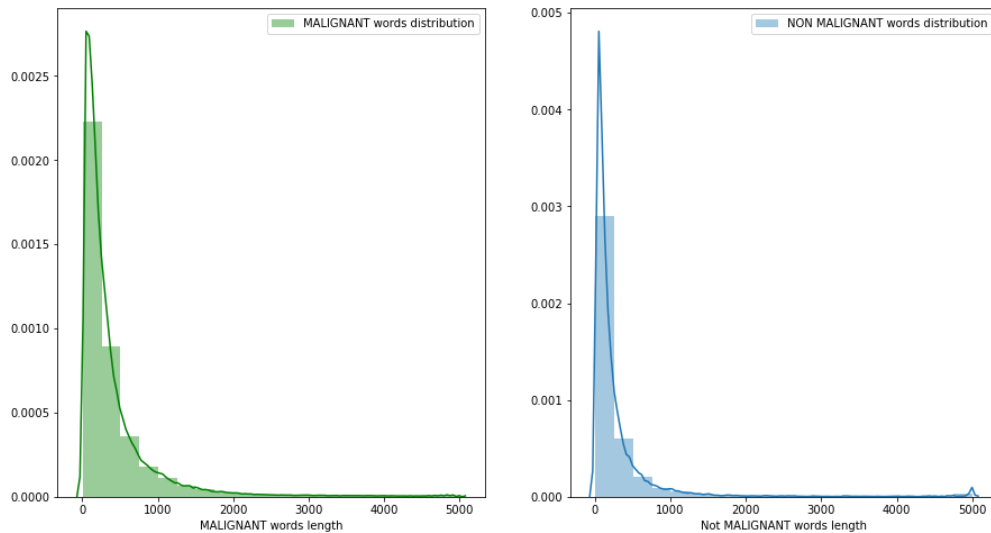 MALIGNANT words distribution
0.0025
0.0020
0.0015
0.0010
0.0005
0.0000
0 1000 2000 3000 4000 5000
MALIGNANT words length
NON MALIGNANT words distribution
0.005
0.004
0.003
0.002
0.001
0.000
0 1000 2000 3000 4000 5000
Not MALIGNANT words length